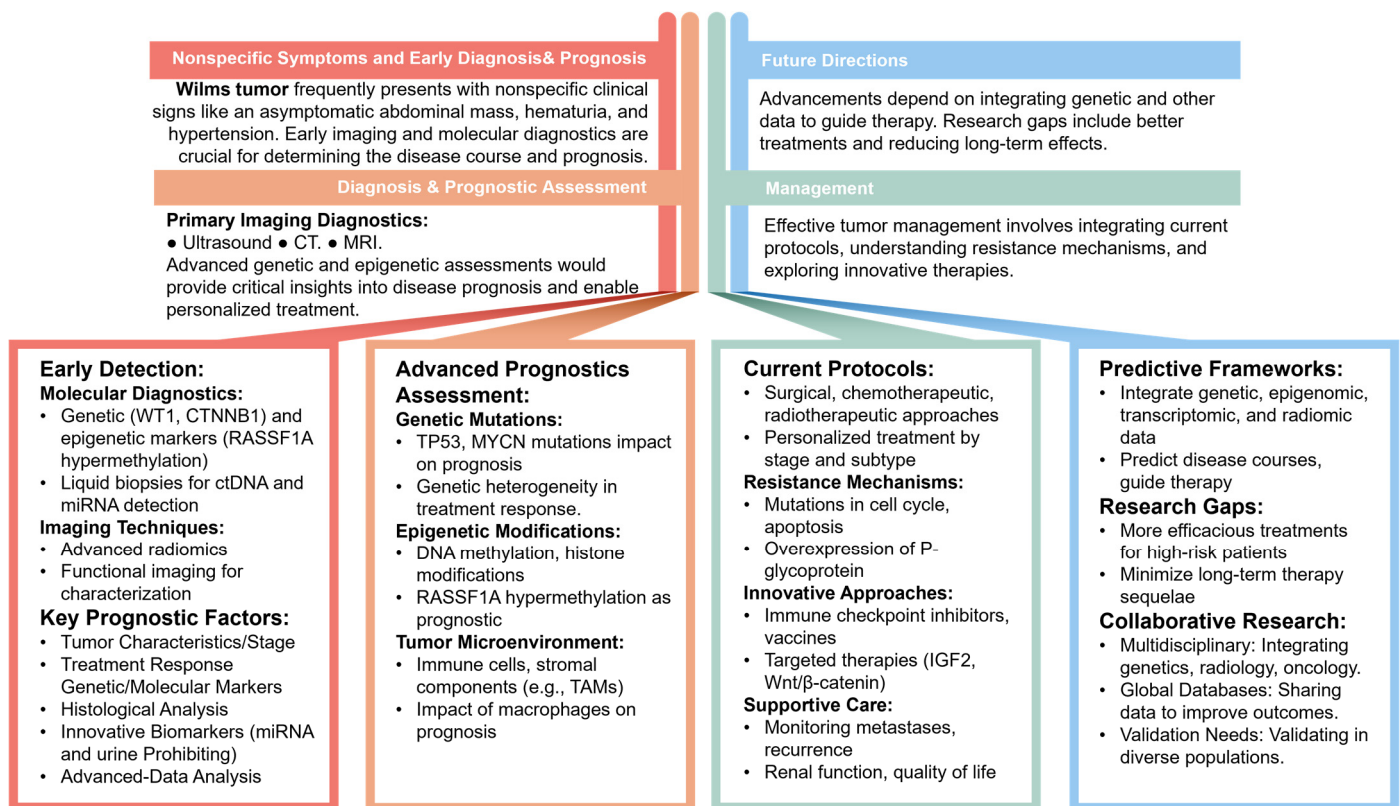 Nonspecific Symptoms and Early Diagnosis& Prognosis
Wilms tumor frequently presents with nonspecific clinical
signs like an asymptomatic abdominal mass, hematuria, and
hypertension. Early imaging and molecular diagnostics are
crucial for determining the disease course and prognosis.
Diagnosis & Prognostic Assessment
Primary Imaging Diagnostics:
● Ultrasound ● CT. ● MRI.
Advanced genetic and epigenetic assessments would
provide critical insights into disease prognosis and enable
personalized treatment.
Future Directions
Advancements depend on integrating genetic and other
data to guide therapy. Research gaps include better
treatments and reducing long-term effects.
Management
Effective tumor management involves integrating current
protocols, understanding resistance mechanisms, and
exploring innovative therapies.
Early Detection:
Molecular Diagnostics:
• Genetic (WT1, CTNNB1) and
epigenetic markers (RASSF1A
hypermethylation)
• Liquid biopsies for ctDNA and
miRNA detection
Imaging Techniques:
• Advanced radiomics
• Functional imaging for
characterization
Key Prognostic Factors:
• Tumor Characteristics/Stage
• Treatment Response
Genetic/Molecular Markers
• Histological Analysis
• Innovative Biomarkers (miRNA
and urine Prohibiting)
• Advanced-Data Analysis
Advanced Prognostics
Assessment:
Genetic Mutations:
• TP53, MYCN mutations impact
on prognosis
• Genetic heterogeneity in
treatment response.
Epigenetic Modifications:
• DNA methylation, histone
modifications
• RASSF1A hypermethylation as
prognostic
Tumor Microenvironment:
• Immune cells, stromal
components (e.g., TAMs)
• Impact of macrophages on
prognosis
Current Protocols:
• Surgical, chemotherapeutic,
radiotherapeutic approaches
• Personalized treatment by
stage and subtype
Resistance Mechanisms:
• Mutations in cell cycle,
apoptosis
• Overexpression of P-
glycoprotein
Innovative Approaches:
• Immune checkpoint inhibitors,
vaccines
• Targeted therapies (IGF2,
Wnt/β-catenin)
Supportive Care:
• Monitoring metastases,
recurrence
• Renal function, quality of life
Predictive Frameworks:
• Integrate genetic, epigenomic,
transcriptomic, and radiomic
data
• Predict disease courses,
guide therapy
Research Gaps:
• More efficacious treatments
for high-risk patients
• Minimize long-term therapy
sequelae
Collaborative Research:
• Multidisciplinary: Integrating
genetics, radiology, oncology.
• Global Databases: Sharing
data to improve outcomes.
• Validation Needs: Validating in
diverse populations.